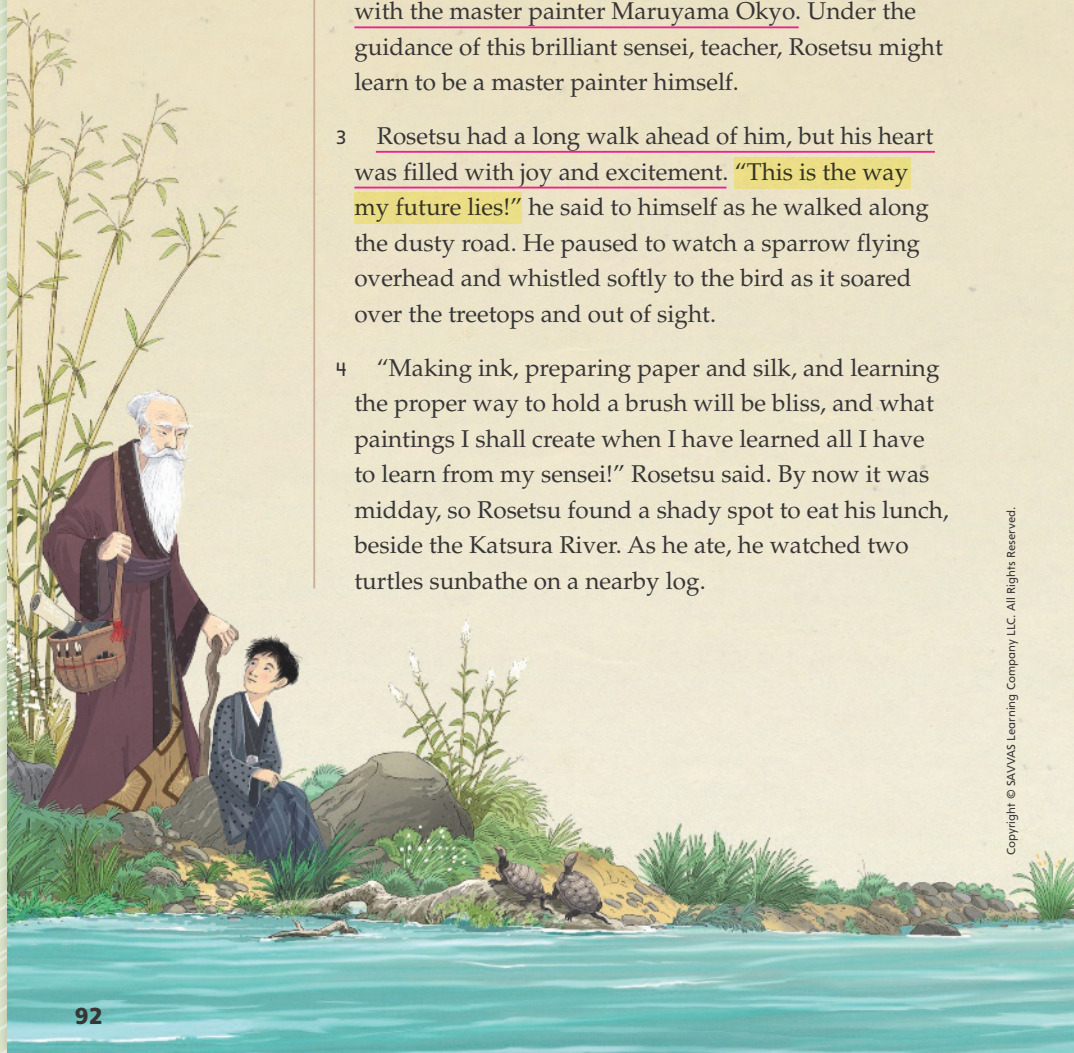 with the master painter Maruyama Okyo. Under the
guidance of this brilliant sensei, teacher, Rosetsu might
learn to be a master painter himself.
3 Rosetsu had a long walk ahead of him, but his heart
was filled with joy and excitement. “This is the way
my future lies!” he said to himself as he walked along
the dusty road. He paused to watch a sparrow flying
overhead and whistled softly to the bird as it soared
over the treetops and out of sight.
4 “Making ink, preparing paper and silk, and learning
the proper way to hold a brush will be bliss, and what
paintings I shall create when I have learned all I have
to learn from my sensei!” Rosetsu said. By now it was
midday, so Rosetsu found a shady spot to eat his lunch,
beside the Katsura River. As he ate, he watched two
turtles sunbathe on a nearby log.
Copyright © SAVVAS Learning Company LLC. All Rights Reserved.
92